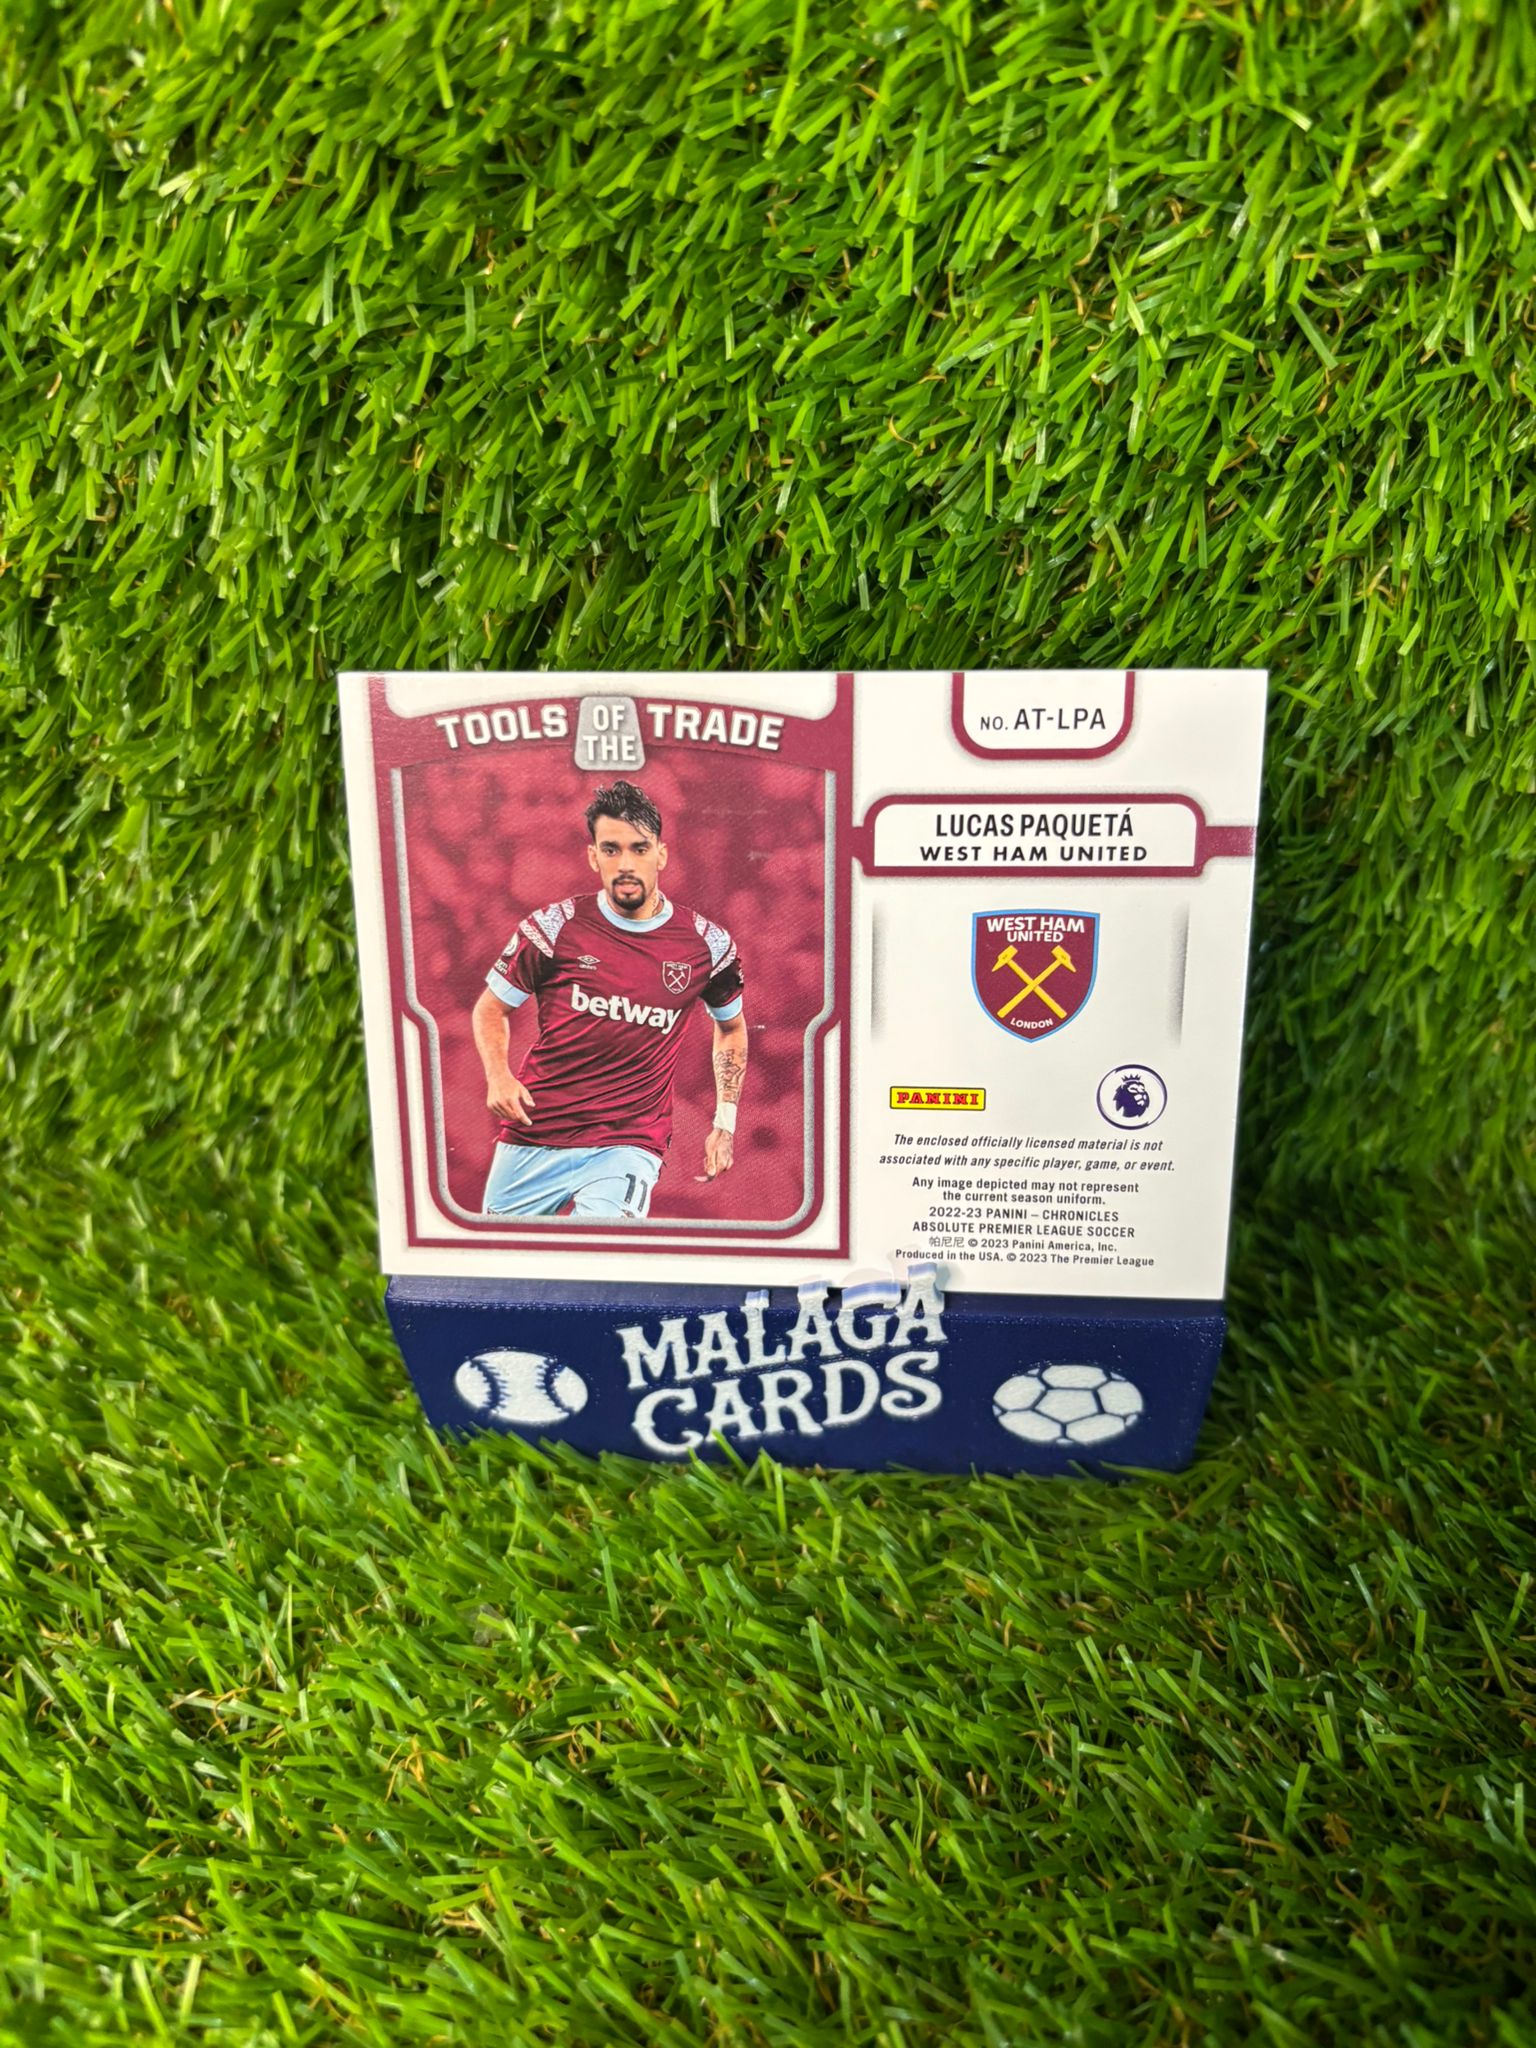 TOOLS OF THE TRADE
betway
WEST HAM
11
NO. AT-LPA
LUCAS PAQUETÁ
WEST HAM UNITED
WEST HAM
UNITED
LONDON
PANINI
The enclosed officially licensed material is not
associated with any specific player, game, or event.
Any image depicted may not represent
the current season uniform.
2022-23 PANINI – CHRONICLES
ABSOLUTE PREMIER LEAGUE SOCCER
帕尼尼 © 2023 Panini America, Inc.
Produced in the USA. © 2023 The Premier League
MALAGA
CARDS